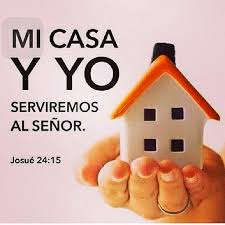 MI CASA
Y YO
SERVIREMOS
AL SEÑOR.
Josué 24:15